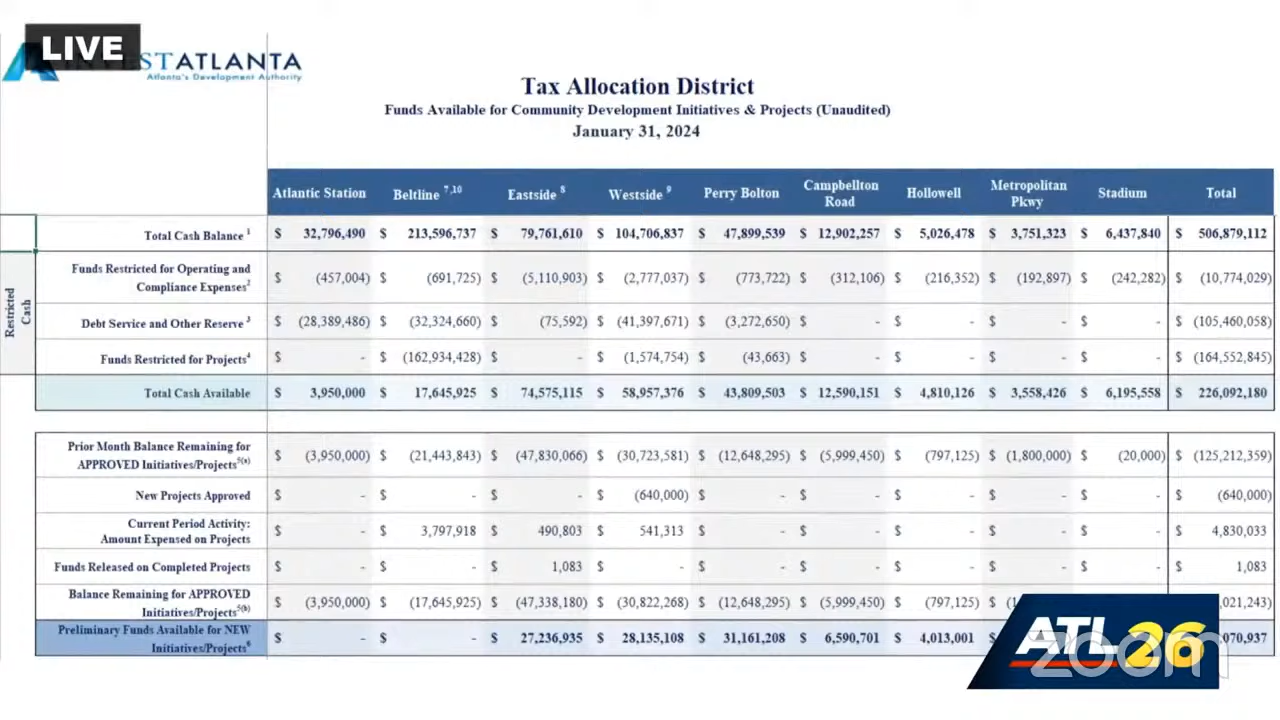 LIVE
INVESTATLANTA
Atlanta's Development Authority
Tax Allocation District
Funds Available for Community Development Initiatives & Projects (Unaudited)
January 31, 2024
Atlantic Station Beltline 7,10 Eastside 8 Westside 9 Perry Bolton Campbellton Road Hollowell Metropolitan Pkwy Stadium Total
Restricted Cash
Total Cash Balance 1 $ 32,796,490 $ 213,596,737 $ 79,761,610 $ 104,706,837 $ 47,899,539 $ 12,902,257 $ 5,026,478 $ 3,751,323 $ 6,437,840 $ 506,879,112
Funds Restricted for Operating and
Compliance Expenses2 $ (457,004) $ (691,725) $ (5,110,903) $ (2,777,037) $ (773,722) $ (312,106) $ (216,352) $ (192,897) $ (242,282) $ (10,774,029)
Debt Service and Other Reserve 3 $ (28,389,486) $ (32,324,660) $ (75,592) $ (41,397,671) $ (3,272,650) $ - $ - $ - $ - $ (105,460,058)
Funds Restricted for Projects4 $ - $ (162,934,428) $ - $ (1,574,754) $ (43,663) $ - $ - $ - $ - $ (164,552,845)
Total Cash Available $ 3,950,000 $ 17,645,925 $ 74,575,115 $ 58,957,376 $ 43,809,503 $ 12,590,151 $ 4,810,126 $ 3,558,426 $ 6,195,558 $ 226,092,180
Prior Month Balance Remaining for
APPROVED Initiatives/Projects5(a) $ (3,950,000) $ (21,443,843) $ (47,830,066) $ (30,723,581) $ (12,648,295) $ (5,999,450) $ (797,125) $ (1,800,000) $ (20,000) $ (125,212,359)
New Projects Approved $ - $ - $ - $ (640,000) $ - $ - $ - $ - $ - $ (640,000)
Current Period Activity:
Amount Expensed on Projects $ - $ 3,797,918 $ 490,803 $ 541,313 $ - $ - $ - $ - $ - $ 4,830,033
Funds Released on Completed Projects $ - $ - $ 1,083 $ - $ - $ - $ - $ - $ - $ 1,083
Balance Remaining for APPROVED
Initiatives/Projects5(b) $ (3,950,000) $ (17,645,925) $ (47,338,180) $ (30,822,268) $ (12,648,295) $ (5,999,450) $ (797,125) $ 021,243)
Preliminary Funds Available for NEW
Initiatives/Projects6 $ - $ - $ 27,236,935 $ 28,135,108 $ 31,161,208 $ 6,590,701 $ 4,013,001 $ 070,937
ATL 26
zoom